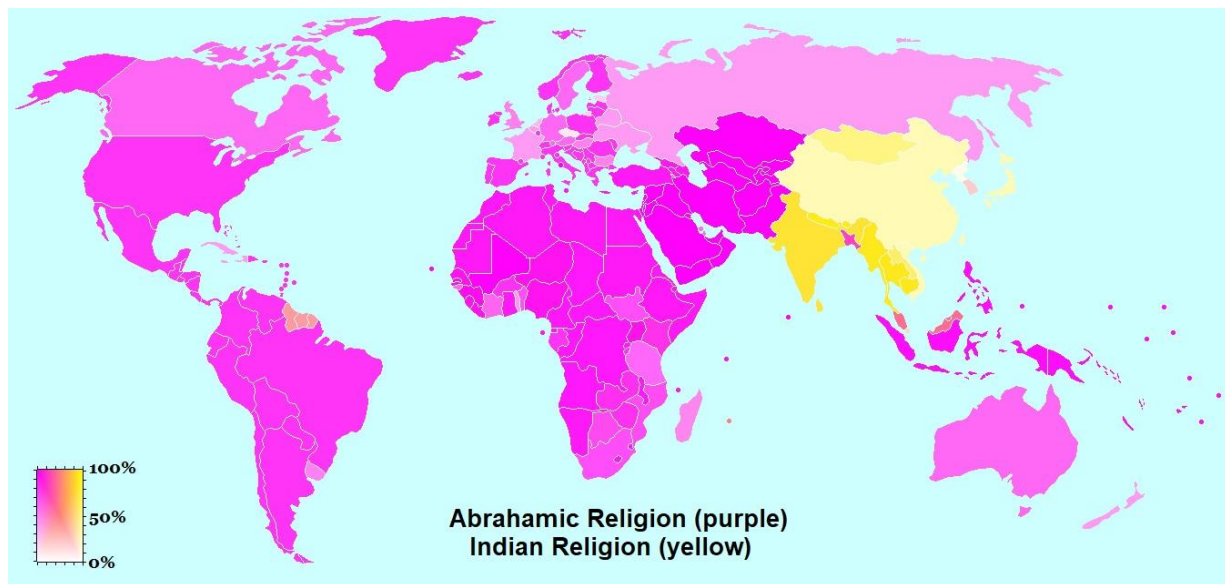 100%
50%
0%
Abrahamic Religion (purple)
Indian Religion (yellow)